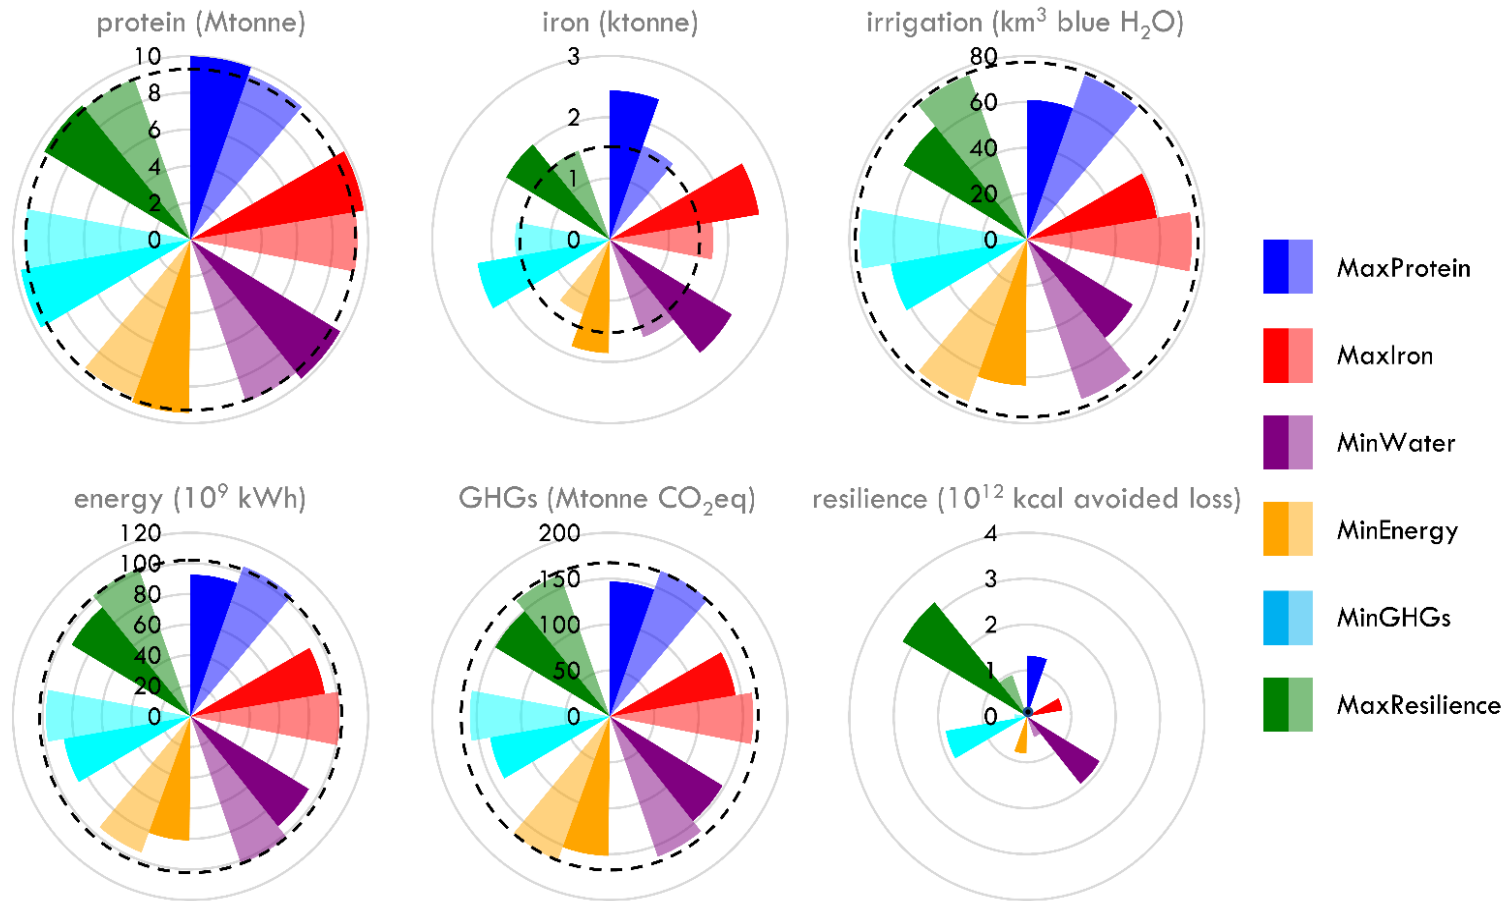 protein (Mtonne)
10
8
6
4
2
0
iron (ktonne)
3
2
1
0
irrigation (km³ blue H₂O)
80
60
40
20
0
energy (10⁹ kWh)
120
100
80
60
40
20
0
GHGs (Mtonne CO₂eq)
200
150
100
50
0
resilience (10¹² kcal avoided loss)
4
3
2
1
0
MaxProtein
MaxIron
MinWater
MinEnergy
MinGHGs
MaxResilience